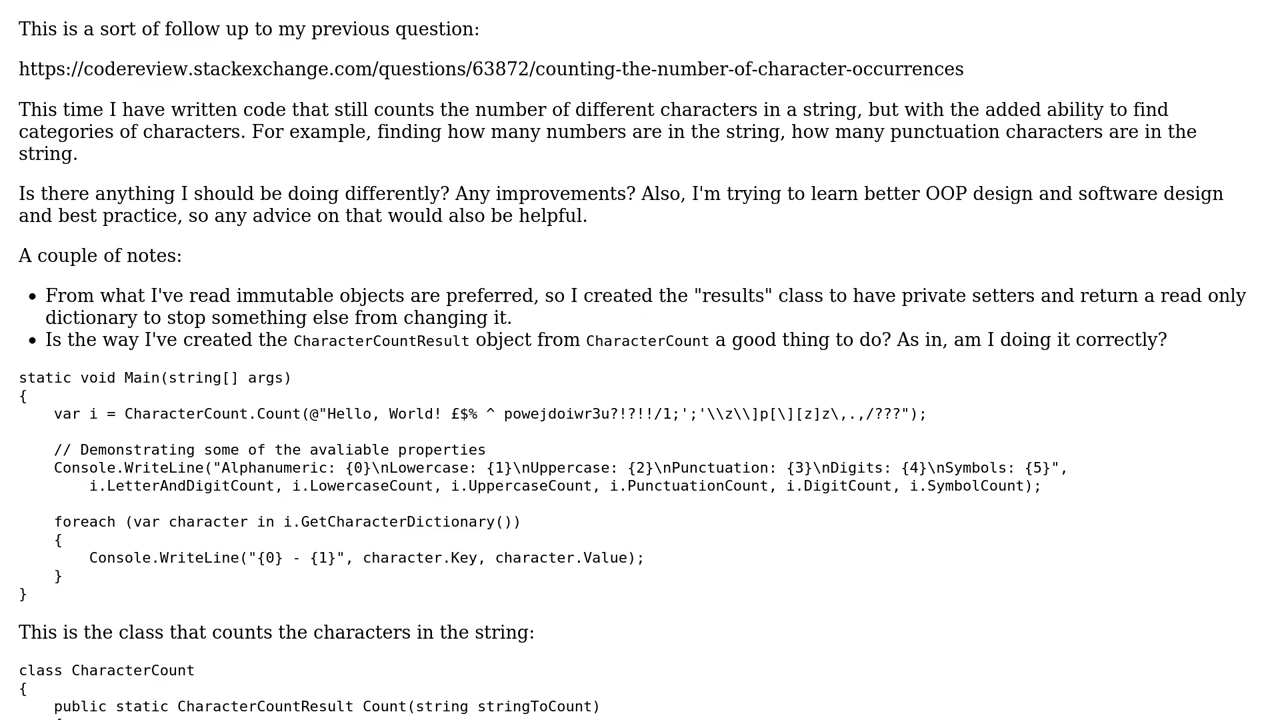 This is a sort of follow up to my previous question:
https://codereview.stackexchange.com/questions/63872/counting-the-number-of-character-occurrences
This time I have written code that still counts the number of different characters in a string, but with the added ability to find
categories of characters. For example, finding how many numbers are in the string, how many punctuation characters are in the
string.
Is there anything I should be doing differently? Any improvements? Also, I'm trying to learn better OOP design and software design
and best practice, so any advice on that would also be helpful.
A couple of notes:
• From what I've read immutable objects are preferred, so I created the "results" class to have private setters and return a read only
dictionary to stop something else from changing it.
• Is the way I've created the CharacterCountResult object from CharacterCount a good thing to do? As in, am I doing it correctly?
static void Main(string[] args)
{
    var i = CharacterCount.Count(@"Hello, World! £$% ^ powejdoiwr3u?!?!!/1;';'\\z\\]p[\][z]z\,.,/???");
    // Demonstrating some of the avaliable properties
    Console.WriteLine("Alphanumeric: {0}\nLowercase: {1}\nUppercase: {2}\nPunctuation: {3}\nDigits: {4}\nSymbols: {5}",
        i.LetterAndDigitCount, i.LowercaseCount, i.UppercaseCount, i.PunctuationCount, i.DigitCount, i.SymbolCount);
    foreach (var character in i.GetCharacterDictionary())
    {
        Console.WriteLine("{0} - {1}", character.Key, character.Value);
    }
}
This is the class that counts the characters in the string:
class CharacterCount
{
    public static CharacterCountResult Count(string stringToCount)